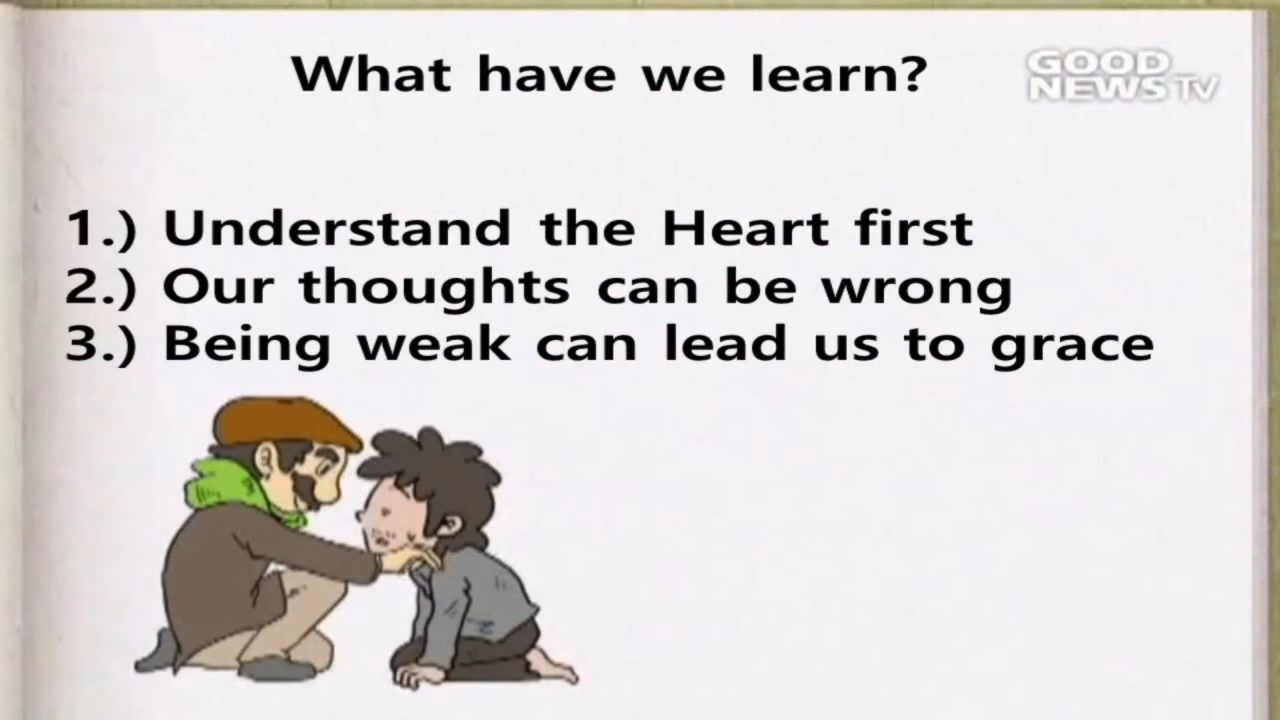 What have we learn?
GOOD
NEWS TV
1.) Understand the Heart first
2.) Our thoughts can be wrong
3.) Being weak can lead us to grace